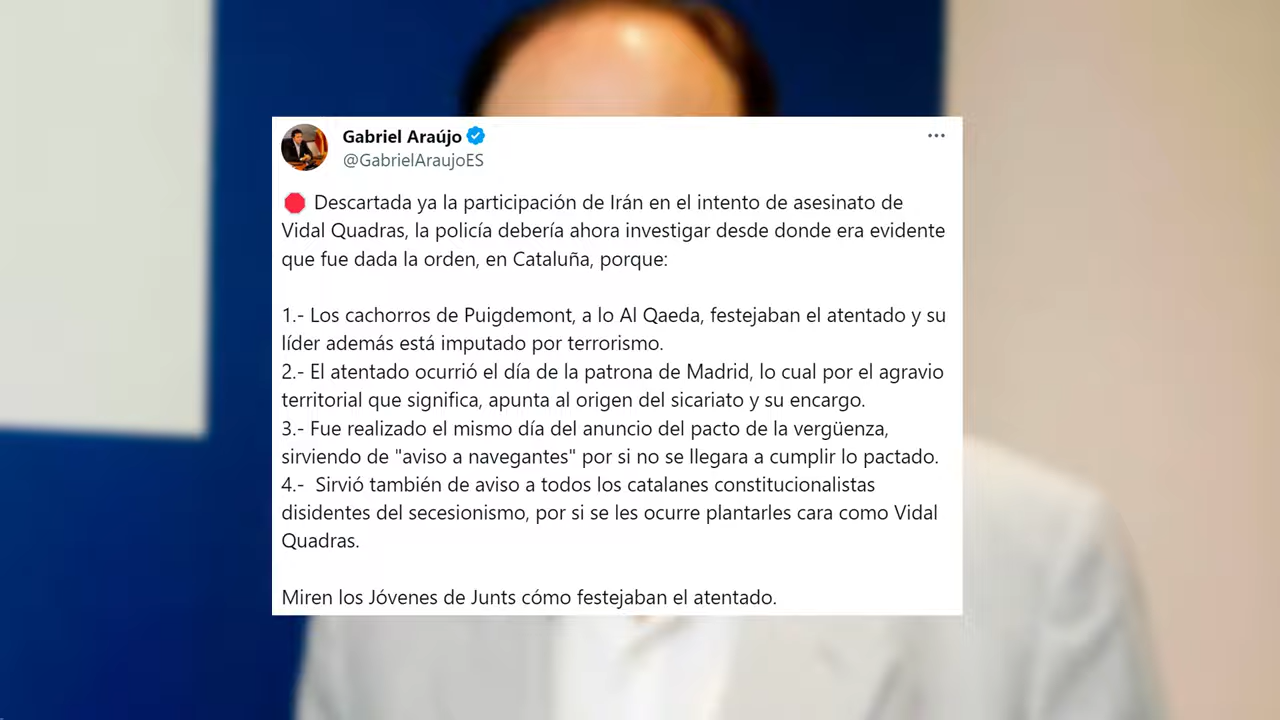 Gabriel Araújo
@GabrielAraujoES
Descartada ya la participación de Irán en el intento de asesinato de
Vidal Quadras, la policía debería ahora investigar desde donde era evidente
que fue dada la orden, en Cataluña, porque:
1.- Los cachorros de Puigdemont, a lo Al Qaeda, festejaban el atentado y su
líder además está imputado por terrorismo.
2.- El atentado ocurrió el día de la patrona de Madrid, lo cual por el agravio
territorial que significa, apunta al origen del sicariato y su encargo.
3.- Fue realizado el mismo día del anuncio del pacto de la vergüenza,
sirviendo de "aviso a navegantes" por si no se llegara a cumplir lo pactado.
4.- Sirvió también de aviso a todos los catalanes constitucionalistas
disidentes del secesionismo, por si se les ocurre plantarles cara como Vidal
Quadras.
Miren los Jóvenes de Junts cómo festejaban el atentado.